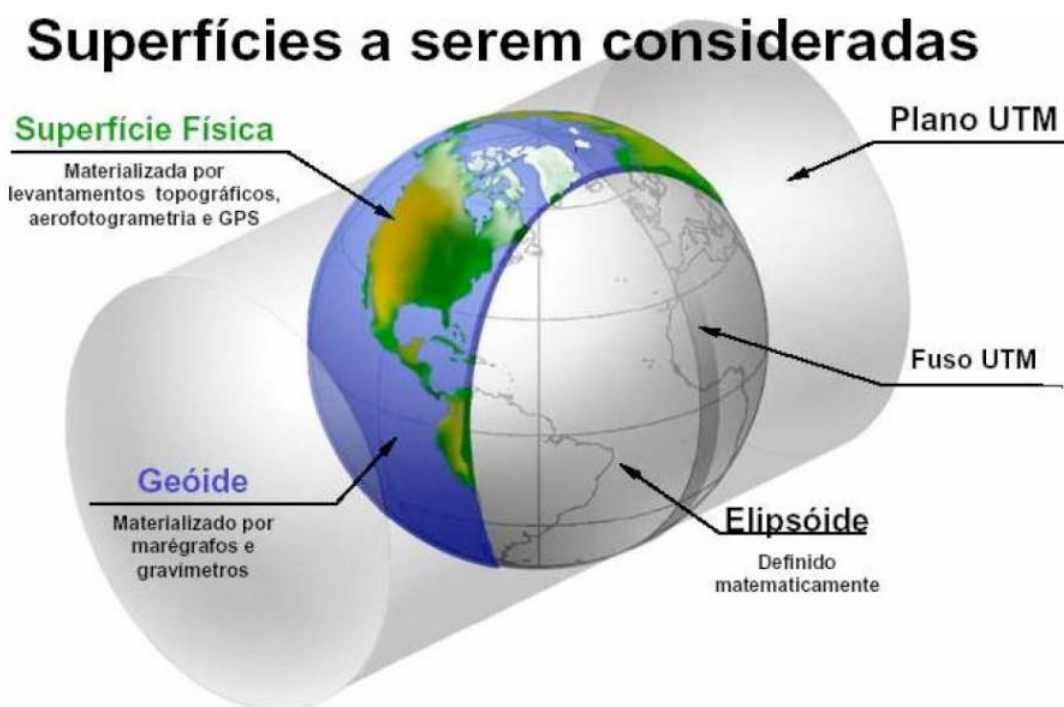 Superfícies a serem consideradas
Superfície Física
Materializada por
levantamentos topográficos,
aerofotogrametria e GPS
Plano UTM
Fuso UTM
Geóide
Materializado por
marégrafos e
gravímetros
Elipsóide
Definido
matematicamente